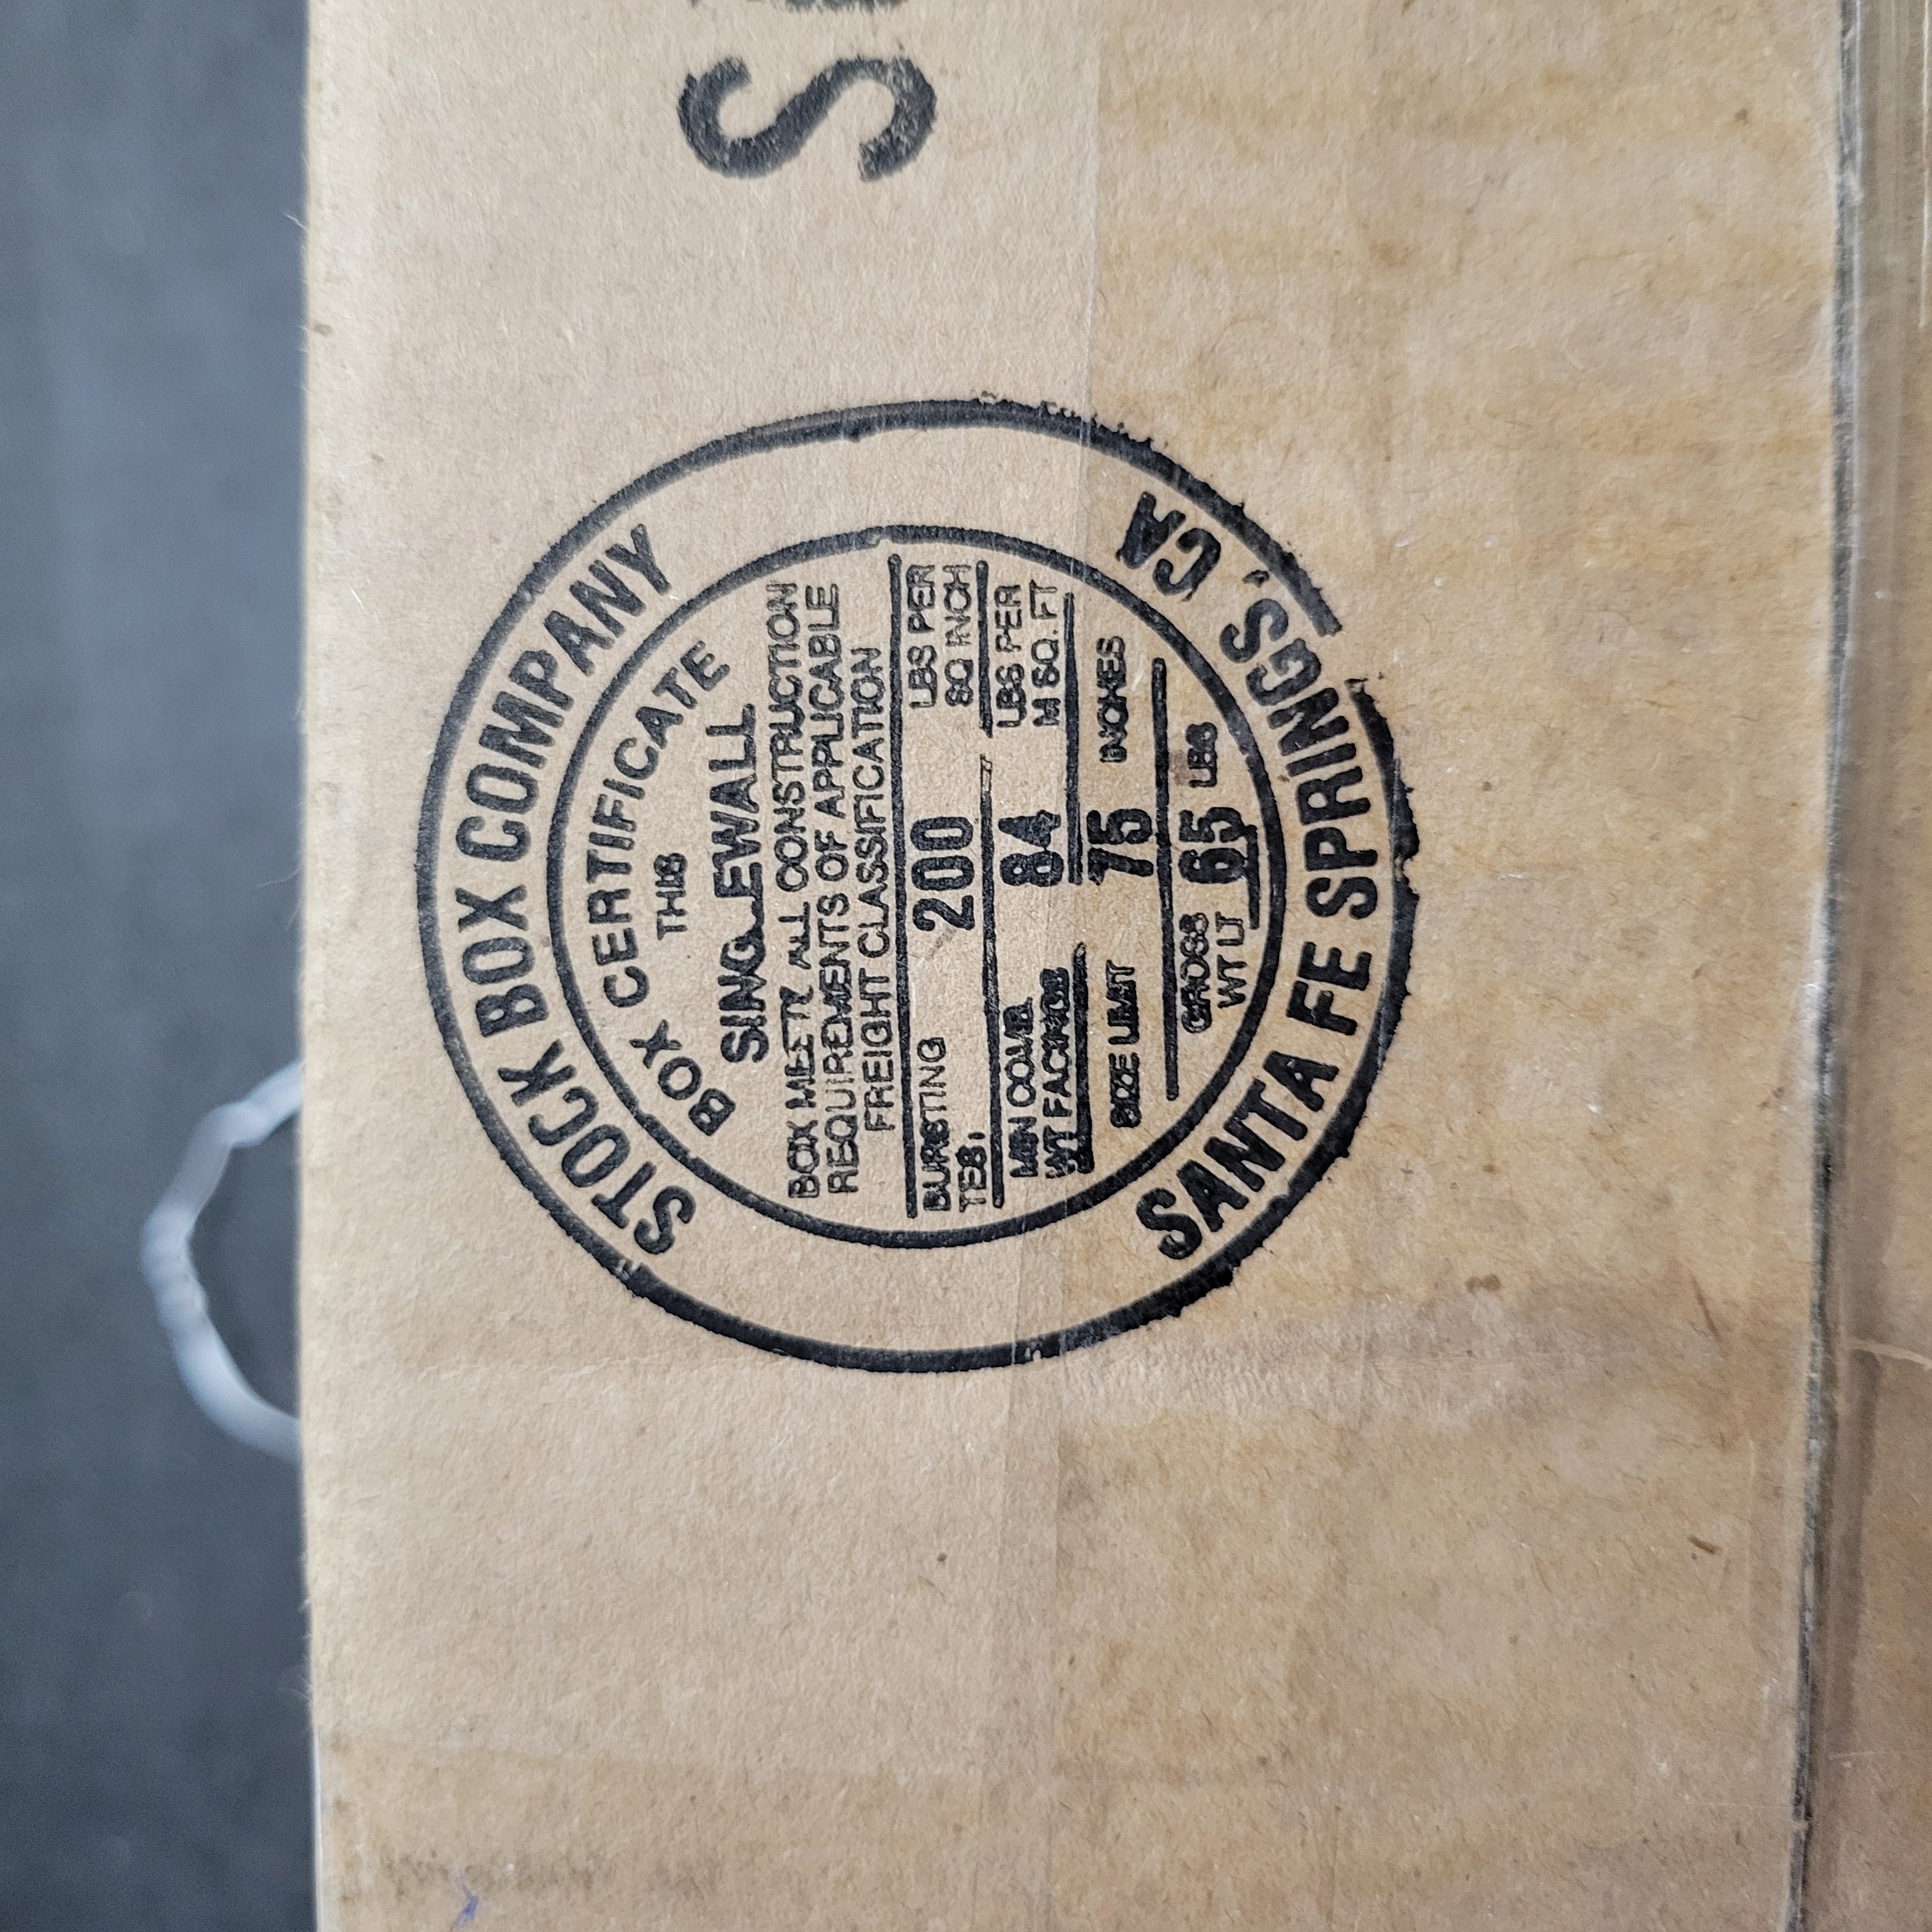 STOCK BOX COMPANY
BOX CERTIFICATE
THIS
SINGLEWALL
BOX MEETS ALL CONSTRUCTION
REQUIREMENTS OF APPLICABLE
FREIGHT CLASSIFICATION
BURSTING TEST 200 LBS PER SQ INCH
MIN COMB WT FACINGS 84 LBS PER M SQ. FT
SIZE LIMIT 75 INCHES
GROSS WT LT 65 LBS
SANTA FE SPRINGS, CA
S